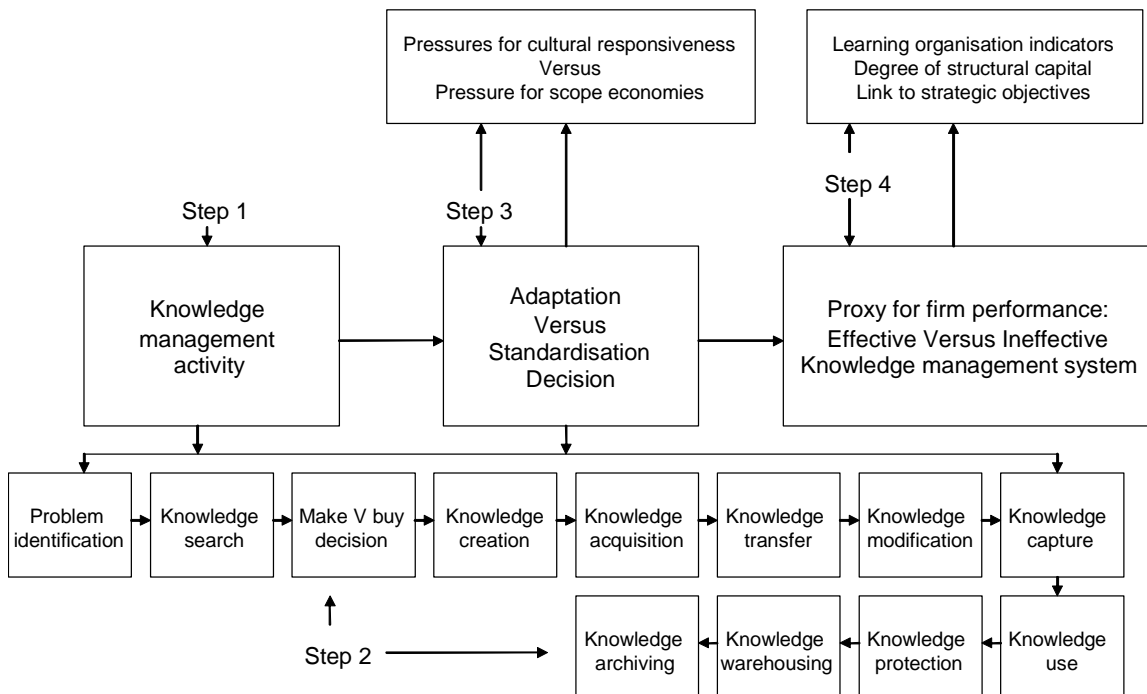 Pressures for cultural responsiveness
Versus
Pressure for scope economies
Learning organisation indicators
Degree of structural capital
Link to strategic objectives
Step 1
Step 3
Step 4
Knowledge
management
activity
Adaptation
Versus
Standardisation
Decision
Proxy for firm performance:
Effective Versus Ineffective
Knowledge management system
Problem
identification
Knowledge
search
Make V buy
decision
Knowledge
creation
Knowledge
acquisition
Knowledge
transfer
Knowledge
modification
Knowledge
capture
Step 2
Knowledge
archiving
Knowledge
warehousing
Knowledge
protection
Knowledge
use